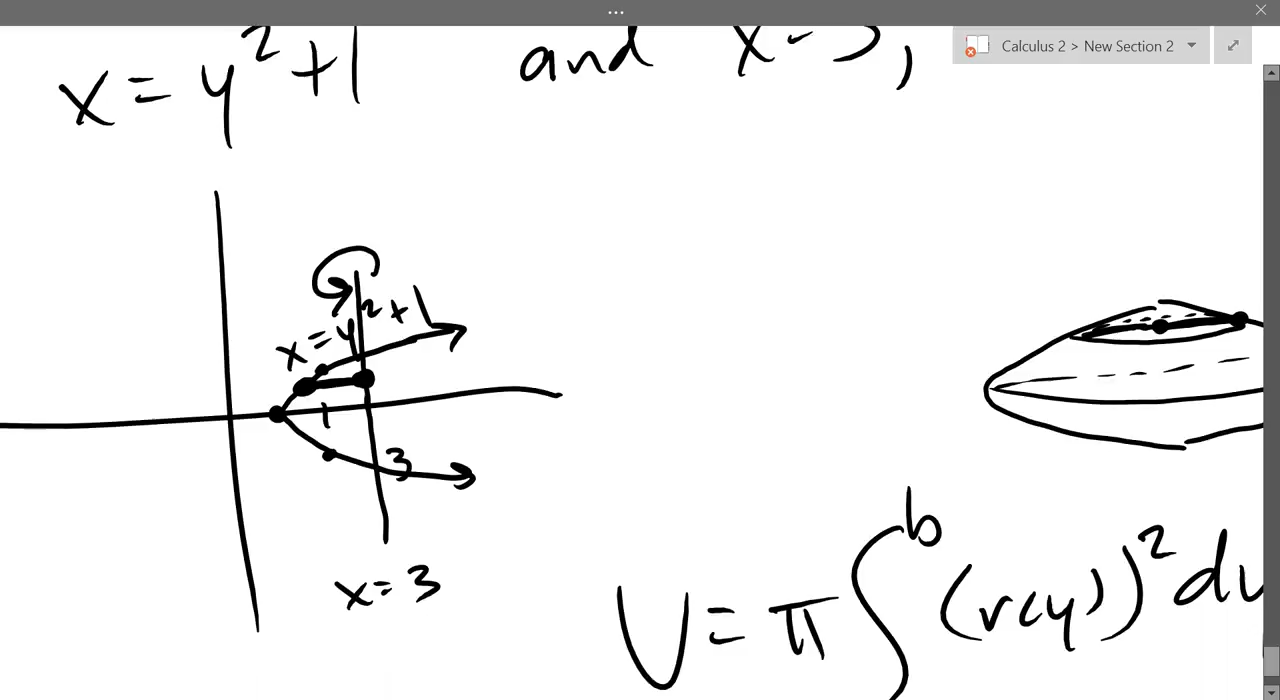 Calculus 2 > New Section 2
x = y²+1 and x = 3,
x = y²+1
1
3
x = 3
V = π ∫ᵇ (r(y))² dy